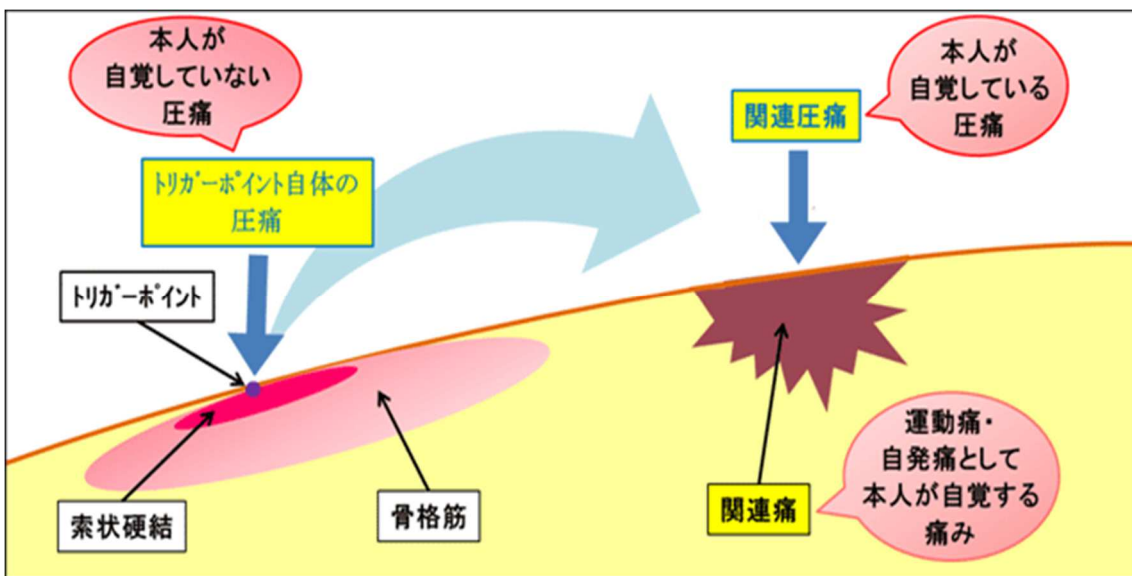 本人が
自覚していない
圧痛
ﾄﾘｶﾞｰﾎﾟｲﾝﾄ自体の
圧痛
ﾄﾘｶﾞｰﾎﾟｲﾝﾄ
索状硬結
骨格筋
関連圧痛
本人が
自覚している
圧痛
関連痛
運動痛・
自発痛として
本人が自覚する
痛み